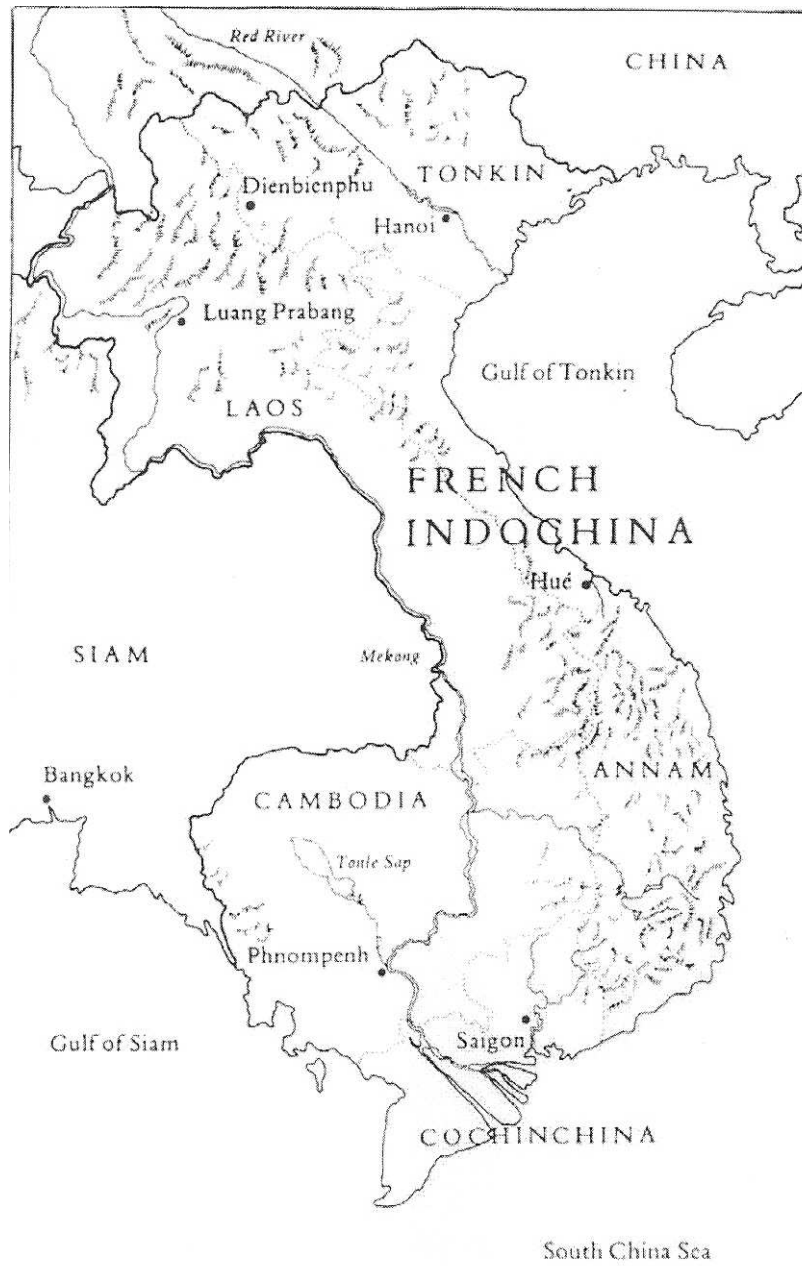 Red River
CHINA
TONKIN
Dienbienphu
Hanoi
Luang Prabang
Gulf of Tonkin
LAOS
FRENCH
INDOCHINA
Hué
SIAM
Mekong
ANNAM
Bangkok
CAMBODIA
Tonle Sap
Phnompenh
Saigon
Gulf of Siam
COCHINCHINA
South China Sea